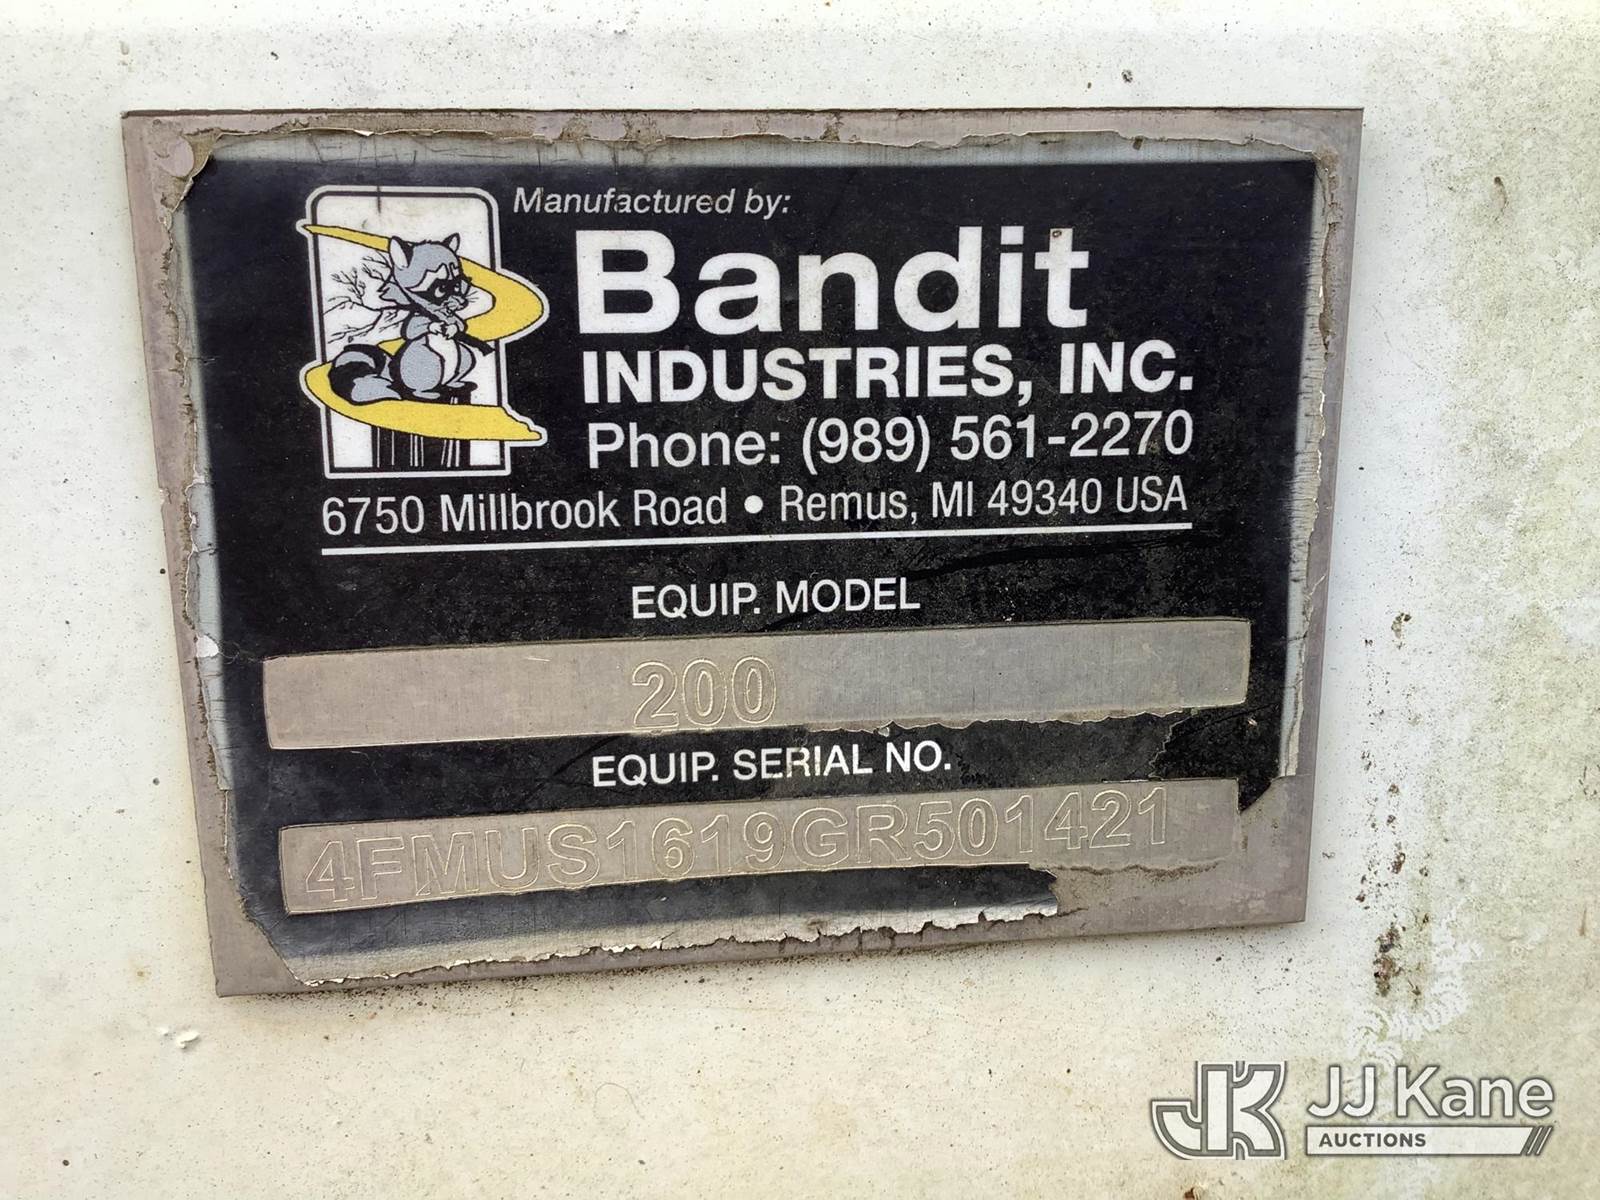 Manufactured by:
Bandit
INDUSTRIES, INC.
Phone: (989) 561-2270
6750 Millbrook Road • Remus, MI 49340 USA
EQUIP. MODEL
200
EQUIP. SERIAL NO.
4FMUS1619GR501421
JK JJ Kane
AUCTIONS